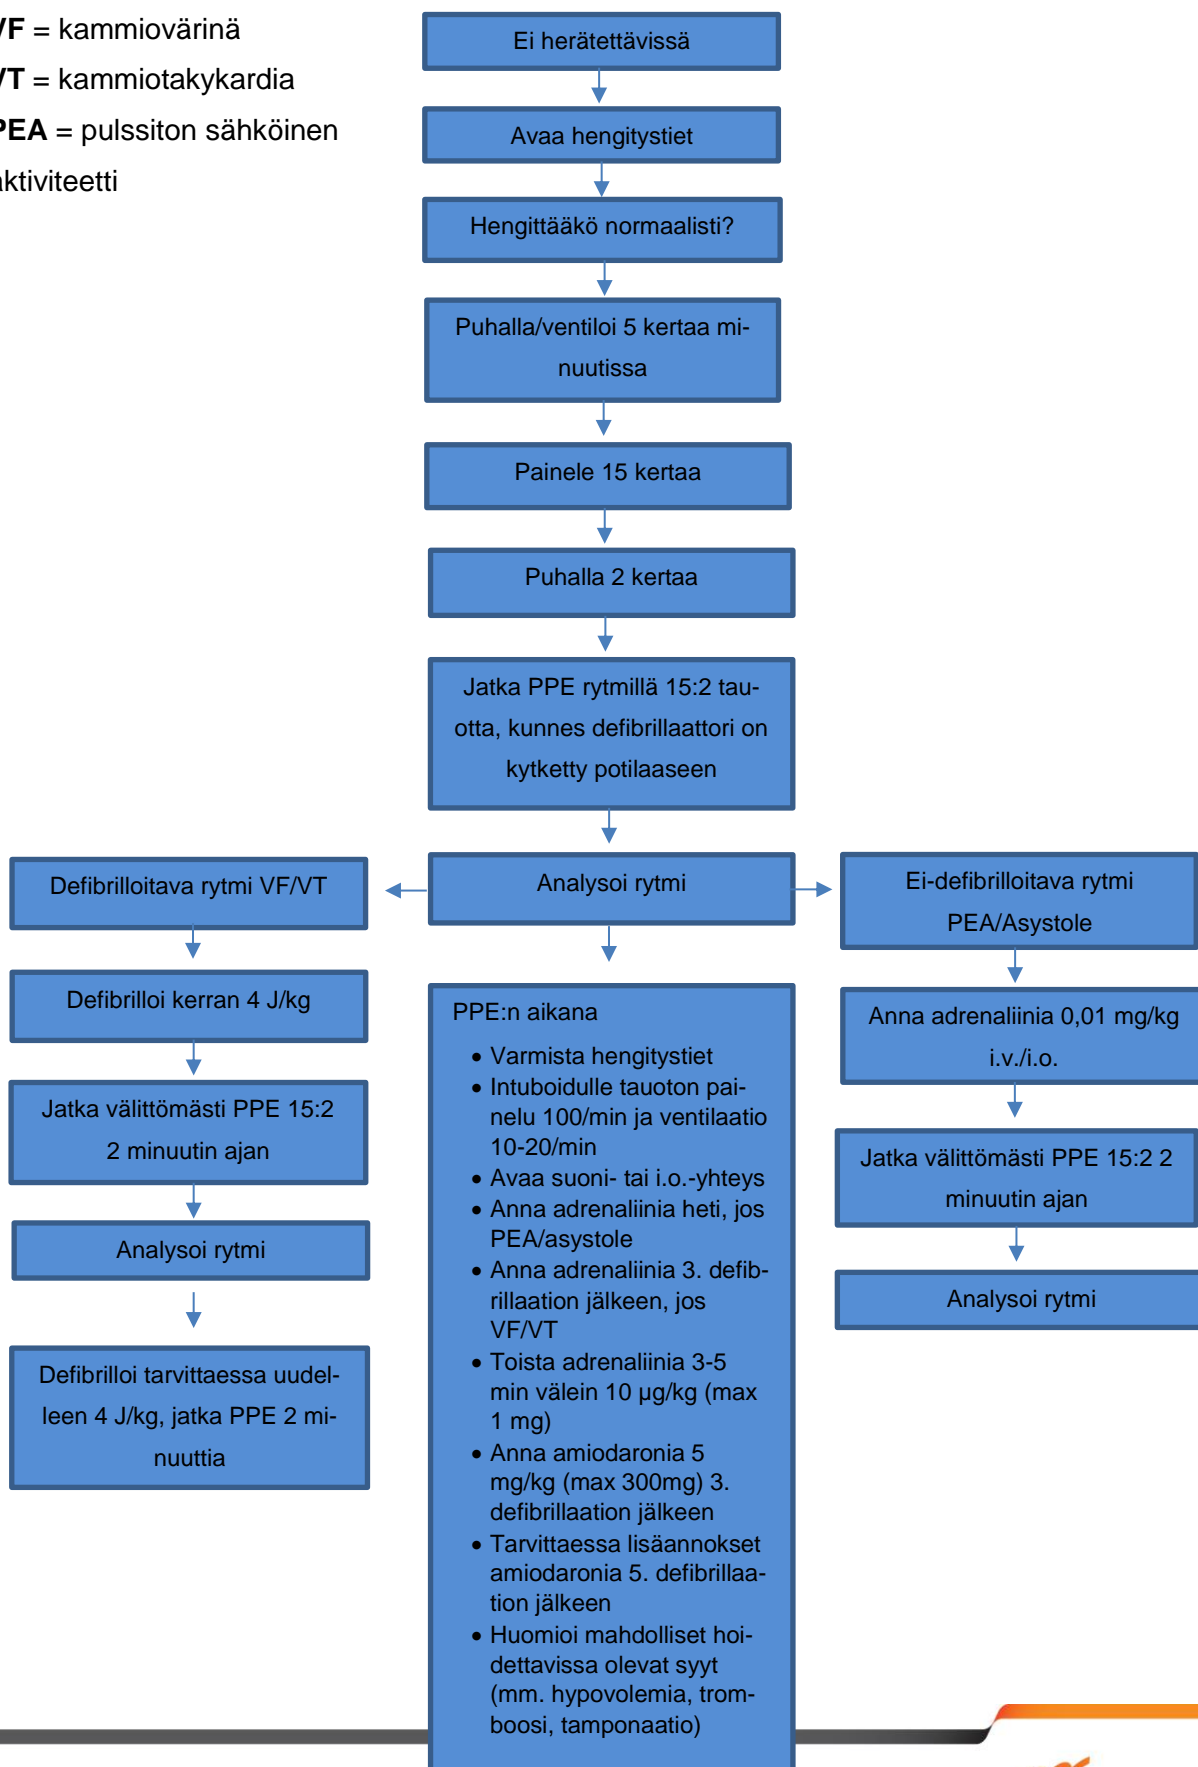 VF = kammiovärinä
VT = kammiotakykardia
PEA = pulssiton sähköinen
aktiviteetti
Ei herätettävissä
Avaa hengitystiet
Hengittääkö normaalisti?
Puhalla/ventiloi 5 kertaa mi-
nuutissa
Painele 15 kertaa
Puhalla 2 kertaa
Jatka PPE rytmillä 15:2 tau-
otta, kunnes defibrillaattori on
kytketty potilaaseen
Analysoi rytmi
Defibrilloitava rytmi VF/VT
Defibrilloi kerran 4 J/kg
Jatka välittömästi PPE 15:2
2 minuutin ajan
Analysoi rytmi
Defibrilloi tarvittaessa uudel-
leen 4 J/kg, jatka PPE 2 mi-
nuuttia
PPE:n aikana
• Varmista hengitystiet
• Intuboidulle tauoton pai-
nelu 100/min ja ventilaatio
10-20/min
• Avaa suoni- tai i.o.-yhteys
• Anna adrenaliinia heti, jos
PEA/asystole
• Anna adrenaliinia 3. defib-
rillaation jälkeen, jos
VF/VT
• Toista adrenaliinia 3-5
min välein 10 µg/kg (max
1 mg)
• Anna amiodaronia 5
mg/kg (max 300mg) 3.
defibrillaation jälkeen
• Tarvittaessa lisäannokset
amiodaronia 5. defibrillaa-
tion jälkeen
• Huomioi mahdolliset hoi-
dettavissa olevat syyt
(mm. hypovolemia, trom-
boosi, tamponaatio)
Ei-defibrilloitava rytmi
PEA/Asystole
Anna adrenaliinia 0,01 mg/kg
i.v./i.o.
Jatka välittömästi PPE 15:2 2
minuutin ajan
Analysoi rytmi